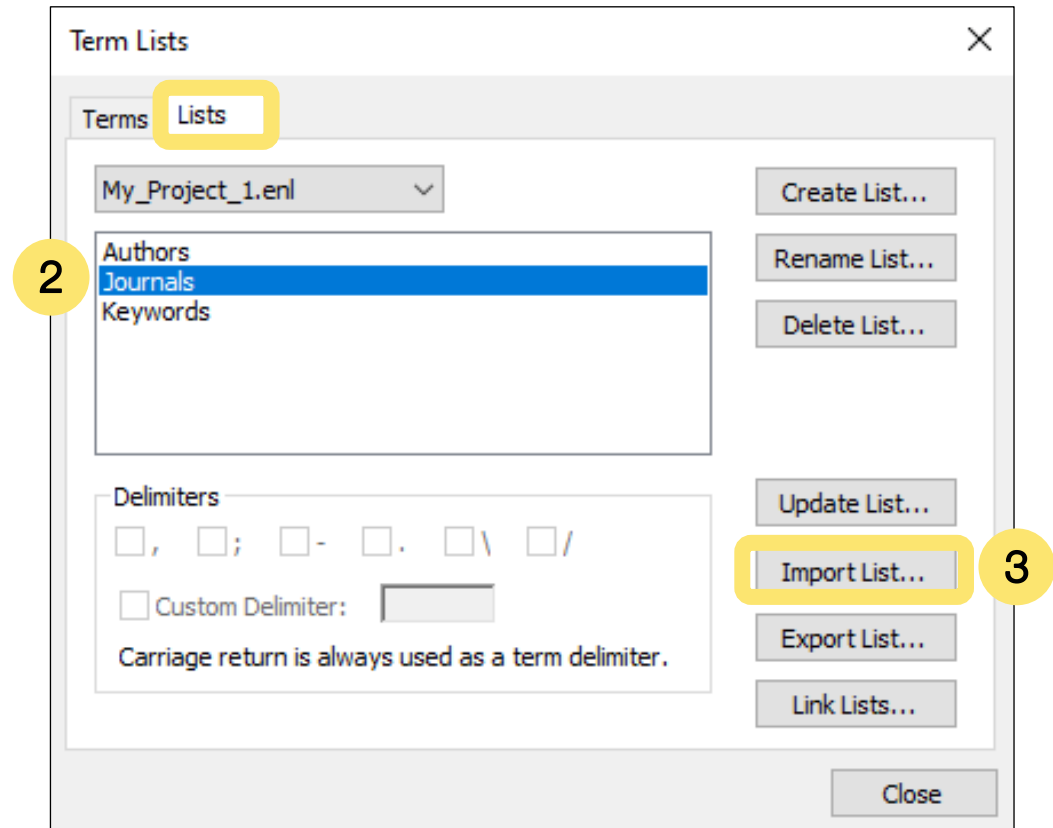 Term Lists
Terms
Lists
My_Project_1.enl
Create List...
Authors
Journals
Keywords
2
Rename List...
Delete List...
Delimiters
, ; - . \ /
Custom Delimiter:
Carriage return is always used as a term delimiter.
Update List...
Import List...
3
Export List...
Link Lists...
Close